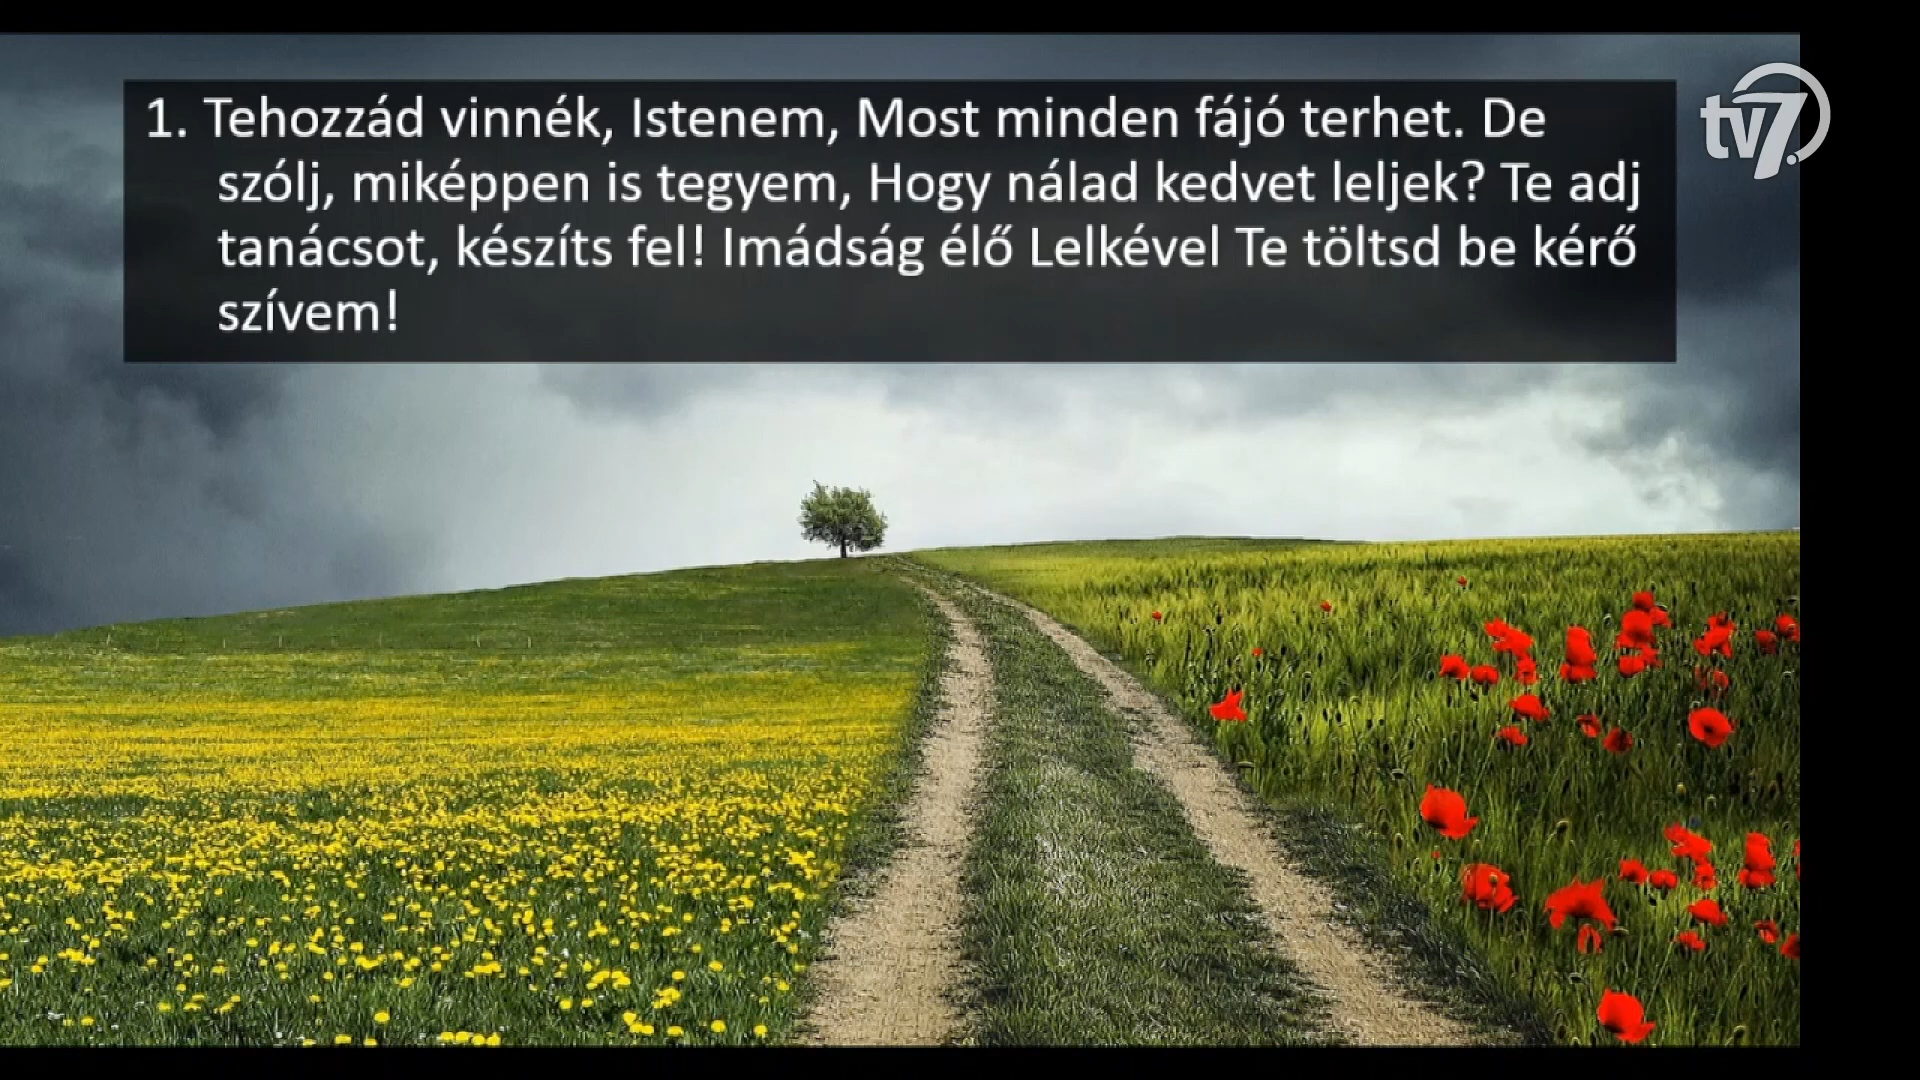 1. Tehozzád vinnék, Istenem, Most minden fájó terhet. De
szólj, miképpen is tegyem, Hogy nálad kedvet leljek? Te adj
tanácsot, készíts fel! Imádság élő Lelkével Te töltsd be kérő
szívem!
tv7.